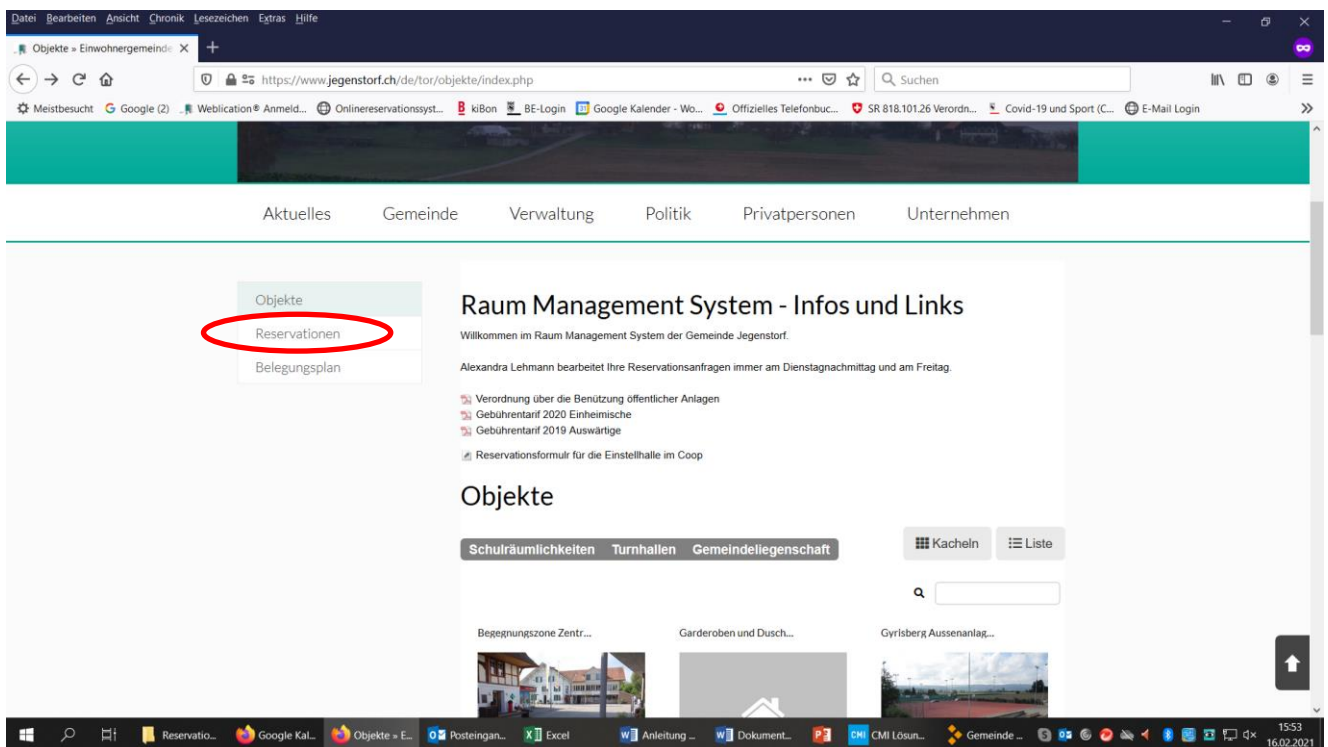 Datei Bearbeiten Ansicht Chronik Lesezeichen Extras Hilfe
Objekte » Einwohnergemeinde
https://www.jegenstorf.ch/de/tor/objekte/index.php
Suchen
Meistbesucht Google (2) Weblication® Anmeld... Onlinereservationssyst... kiBon BE-Login Google Kalender - Wo... Offizielles Telefonbuc... SR 818.101.26 Verordn... Covid-19 und Sport (C... E-Mail Login
Aktuelles Gemeinde Verwaltung Politik Privatpersonen Unternehmen
Objekte
Reservationen
Belegungsplan
Raum Management System - Infos und Links
Willkommen im Raum Management System der Gemeinde Jegenstorf.
Alexandra Lehmann bearbeitet Ihre Reservationsanfragen immer am Dienstagnachmittag und am Freitag.
Verordnung über die Benützung öffentlicher Anlagen
Gebührentarif 2020 Einheimische
Gebührentarif 2019 Auswärtige
Reservationsformulr für die Einstellhalle im Coop
Objekte
Schulräumlichkeiten Turnhallen Gemeindeliegenschaft
Kacheln Liste
Begegnungszone Zentr... Garderoben und Dusch... Gyrisberg Aussenanlag...
Reservatio... Google Kal... Objekte » E... Posteingan... Excel Anleitung ... Dokument... CMI Lösun... Gemeinde ...
15:53
16.02.2021